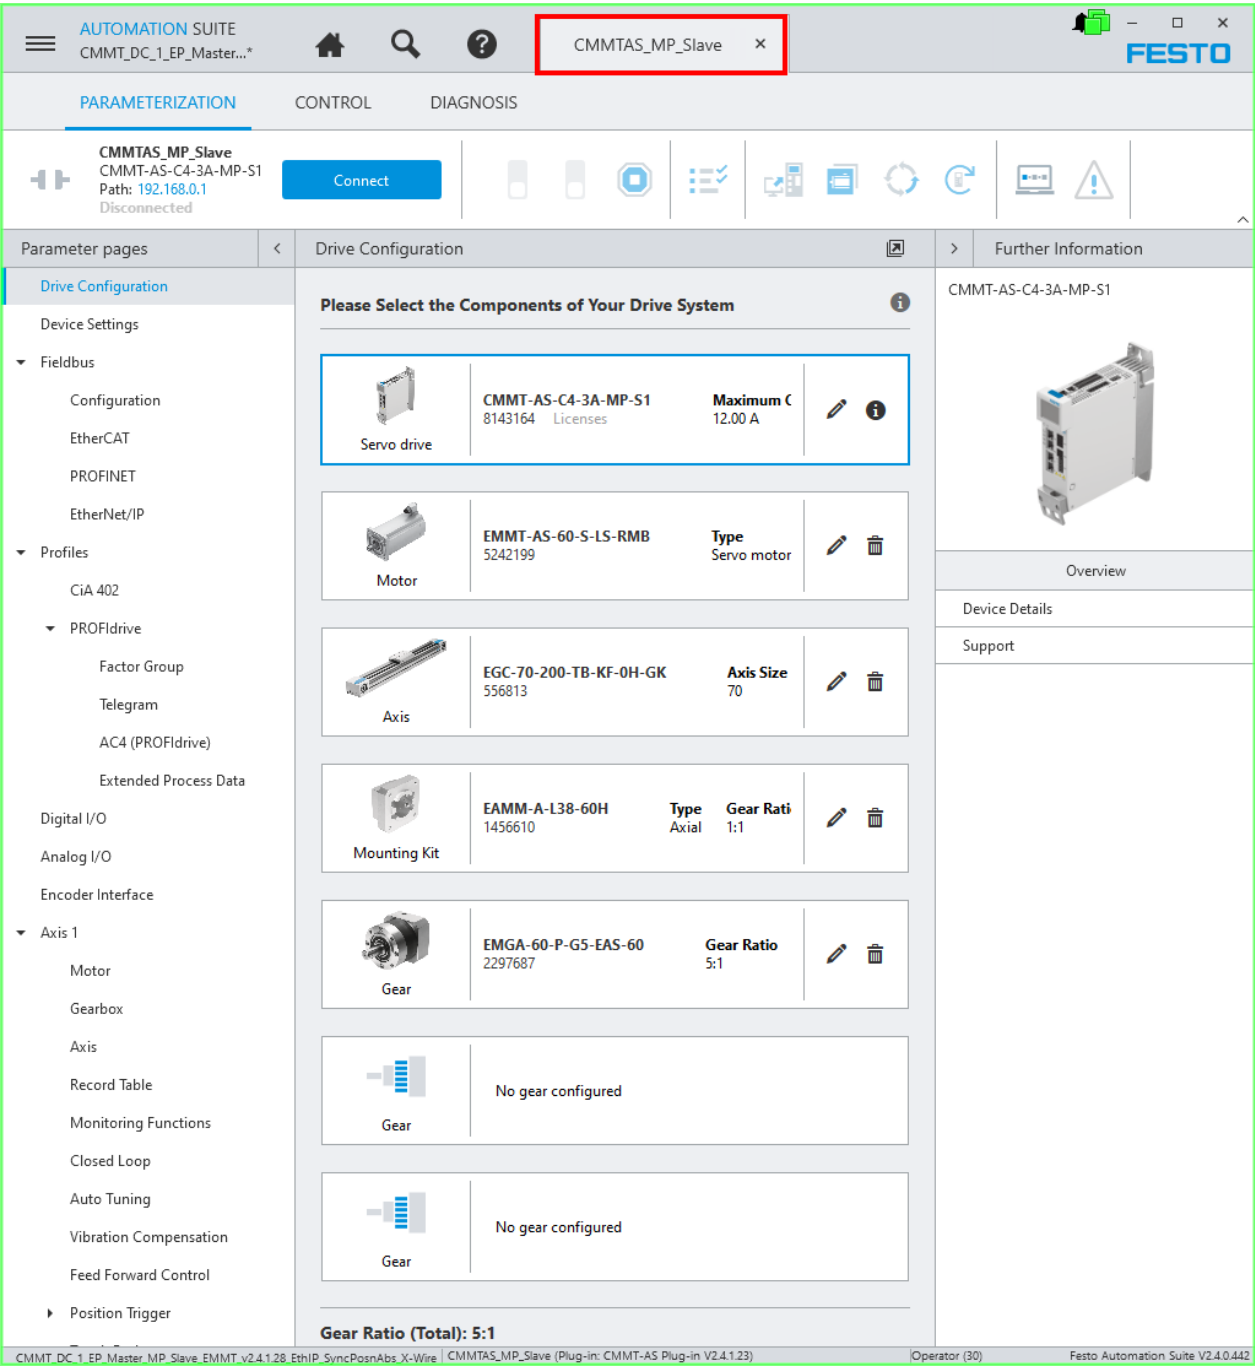 AUTOMATION SUITE
CMMT_DC_1_EP_Master...*
CMMTAS_MP_Slave
FESTO
PARAMETERIZATION
CONTROL
DIAGNOSIS
CMMTAS_MP_Slave
CMMT-AS-C4-3A-MP-S1
Path: 192.168.0.1
Disconnected
Connect
Parameter pages
Drive Configuration
Device Settings
Fieldbus
Configuration
EtherCAT
PROFINET
EtherNet/IP
Profiles
CiA 402
PROFIdrive
Factor Group
Telegram
AC4 (PROFIdrive)
Extended Process Data
Digital I/O
Analog I/O
Encoder Interface
Axis 1
Motor
Gearbox
Axis
Record Table
Monitoring Functions
Closed Loop
Auto Tuning
Vibration Compensation
Feed Forward Control
Position Trigger
Drive Configuration
Please Select the Components of Your Drive System
Servo drive
CMMT-AS-C4-3A-MP-S1
8143164 Licenses
Maximum C
12.00 A
Motor
EMMT-AS-60-S-LS-RMB
5242199
Type
Servo motor
Axis
EGC-70-200-TB-KF-0H-GK
556813
Axis Size
70
Mounting Kit
EAMM-A-L38-60H
1456610
Type
Axial
Gear Rati
1:1
Gear
EMGA-60-P-G5-EAS-60
2297687
Gear Ratio
5:1
Gear
No gear configured
Gear
No gear configured
Gear Ratio (Total): 5:1
Further Information
CMMT-AS-C4-3A-MP-S1
Overview
Device Details
Support
CMMT_DC_1_EP_Master_MP_Slave_EMMT_v2.4.1.28_EthIP_SyncPosnAbs_X-Wire
CMMTAS_MP_Slave (Plug-in: CMMT-AS Plug-in V2.4.1.23)
Operator (30)
Festo Automation Suite V2.4.0.442